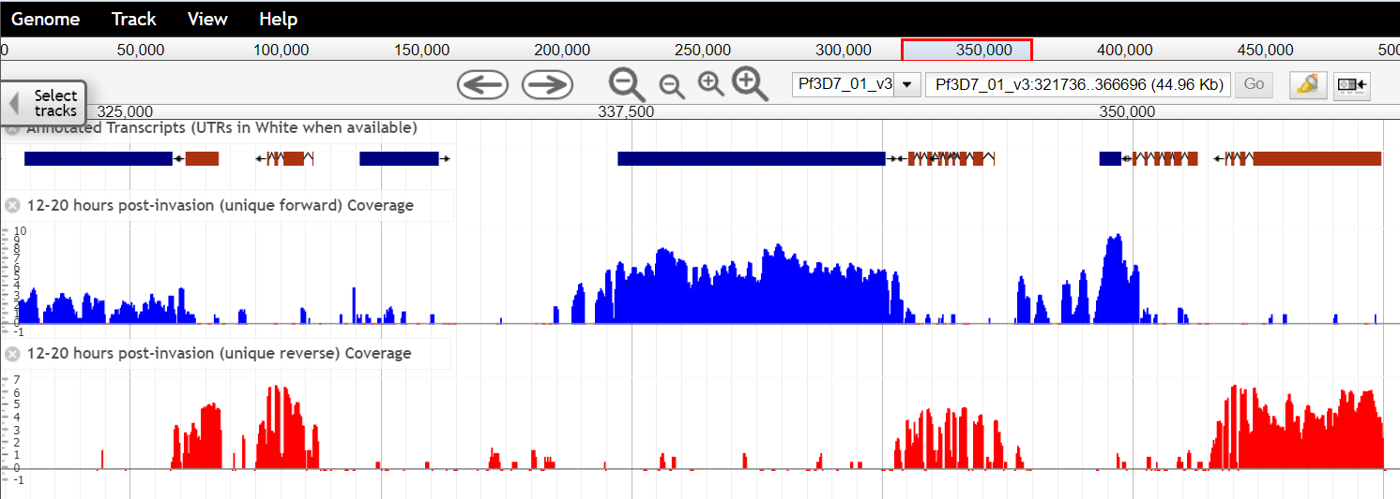 Genome Track View Help
0 50,000 100,000 150,000 200,000 250,000 300,000 350,000 400,000 450,000 500
Select
tracks
Pf3D7_01_v3 Pf3D7_01_v3:321736..366696 (44.96 Kb) Go
325,000 337,500 350,000
Annotated Transcripts (UTRs in White when available)
12-20 hours post-invasion (unique forward) Coverage
10
9
8
7
6
5
4
3
2
1
0
-1
12-20 hours post-invasion (unique reverse) Coverage
7
6
5
4
3
2
1
0
-1